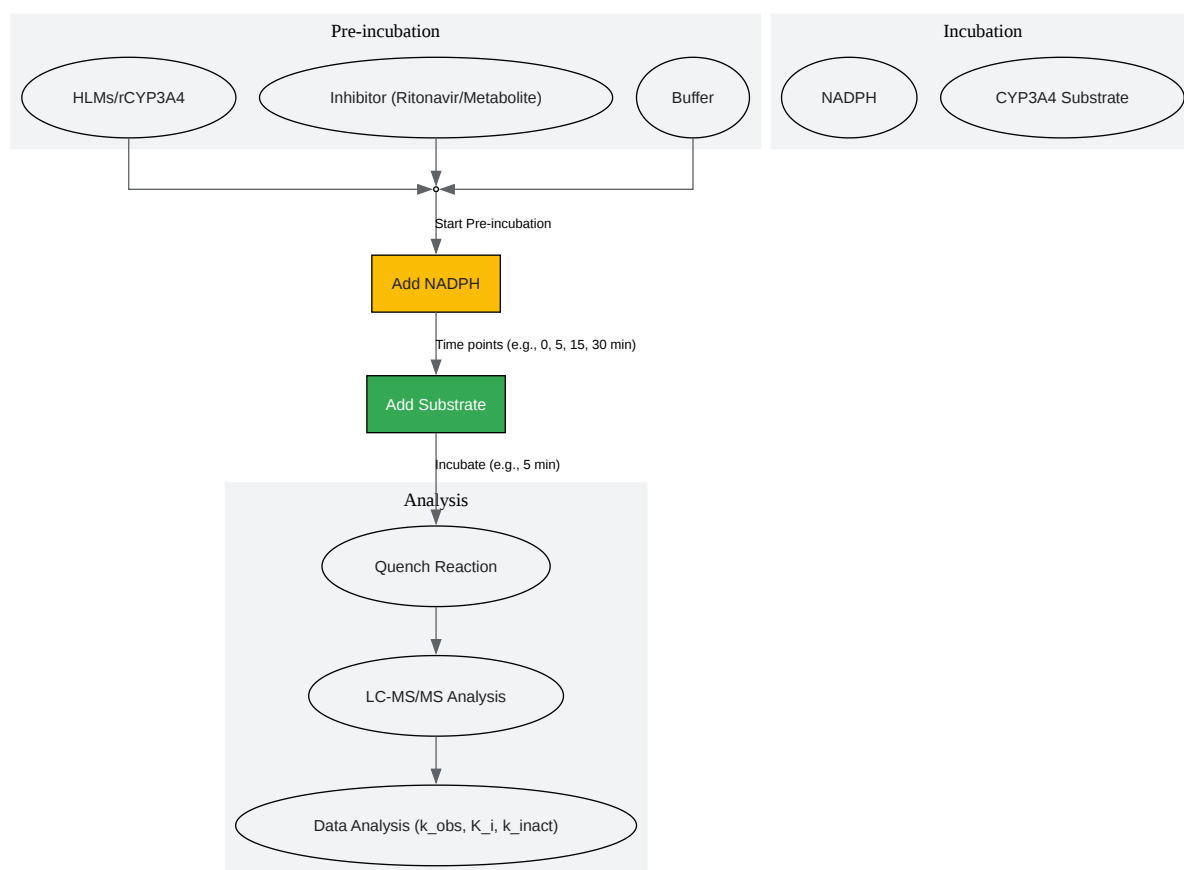 Pre-incubation
Incubation
HLMs/rCYP3A4
Inhibitor (Ritonavir/Metabolite)
Buffer
NADPH
CYP3A4 Substrate
Start Pre-incubation
Add NADPH
Time points (e.g., 0, 5, 15, 30 min)
Add Substrate
Incubate (e.g., 5 min)
Analysis
Quench Reaction
LC-MS/MS Analysis
Data Analysis (k_obs, K_i, k_inact)